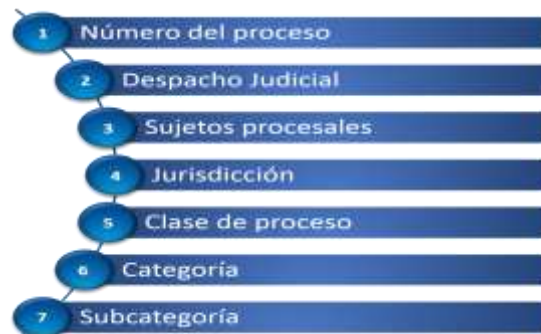 1 Número del proceso
2 Despacho Judicial
3 Sujetos procesales
4 Jurisdicción
5 Clase de proceso
6 Categoría
7 Subcategoría